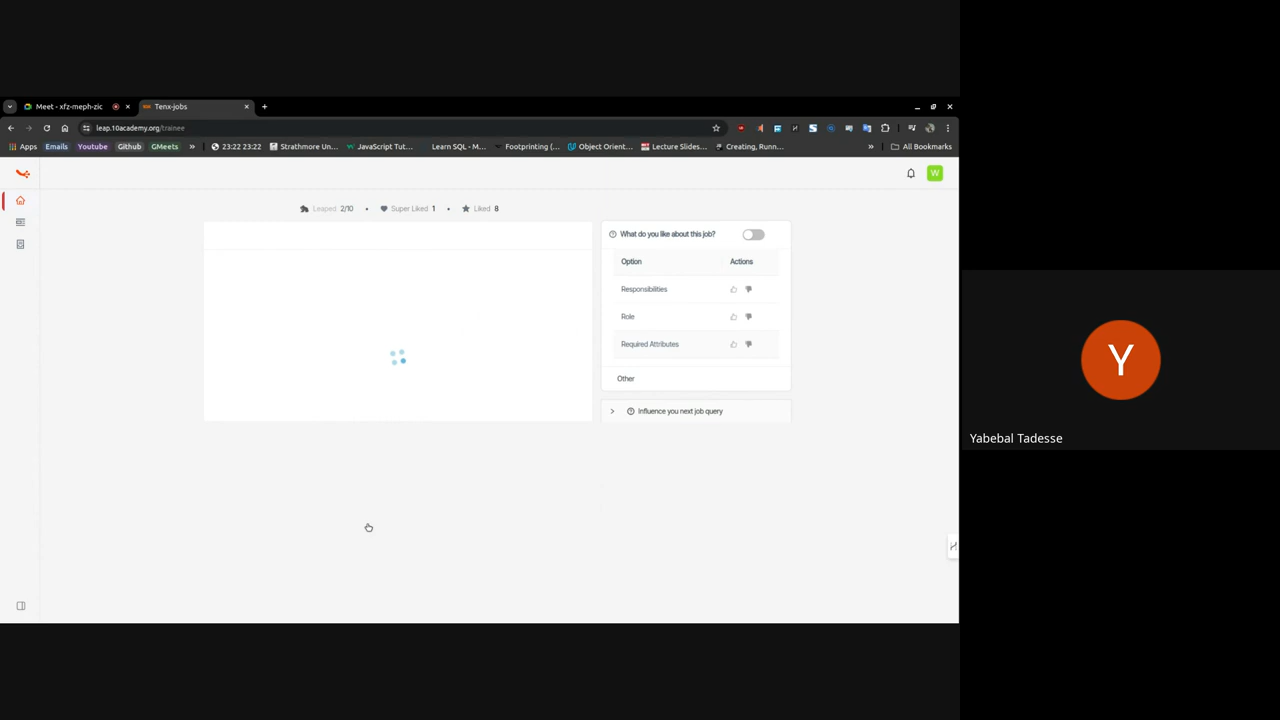 Meet - xfz-meph-zic
Tenx-jobs
leap.10academy.org/trainee
Apps Emails Youtube Github GMeets » 23:22 23:22 Strathmore Un... JavaScript Tut... Learn SQL - M... Footprinting (... Object Orient... Lecture Slides... Creating, Runn... » All Bookmarks
W
Leaped 2/10 • Super Liked 1 • Liked 8
What do you like about this job?
Option Actions
Responsibilities
Role
Required Attributes
Other
Influence you next job query
Y
Yabebal Tadesse